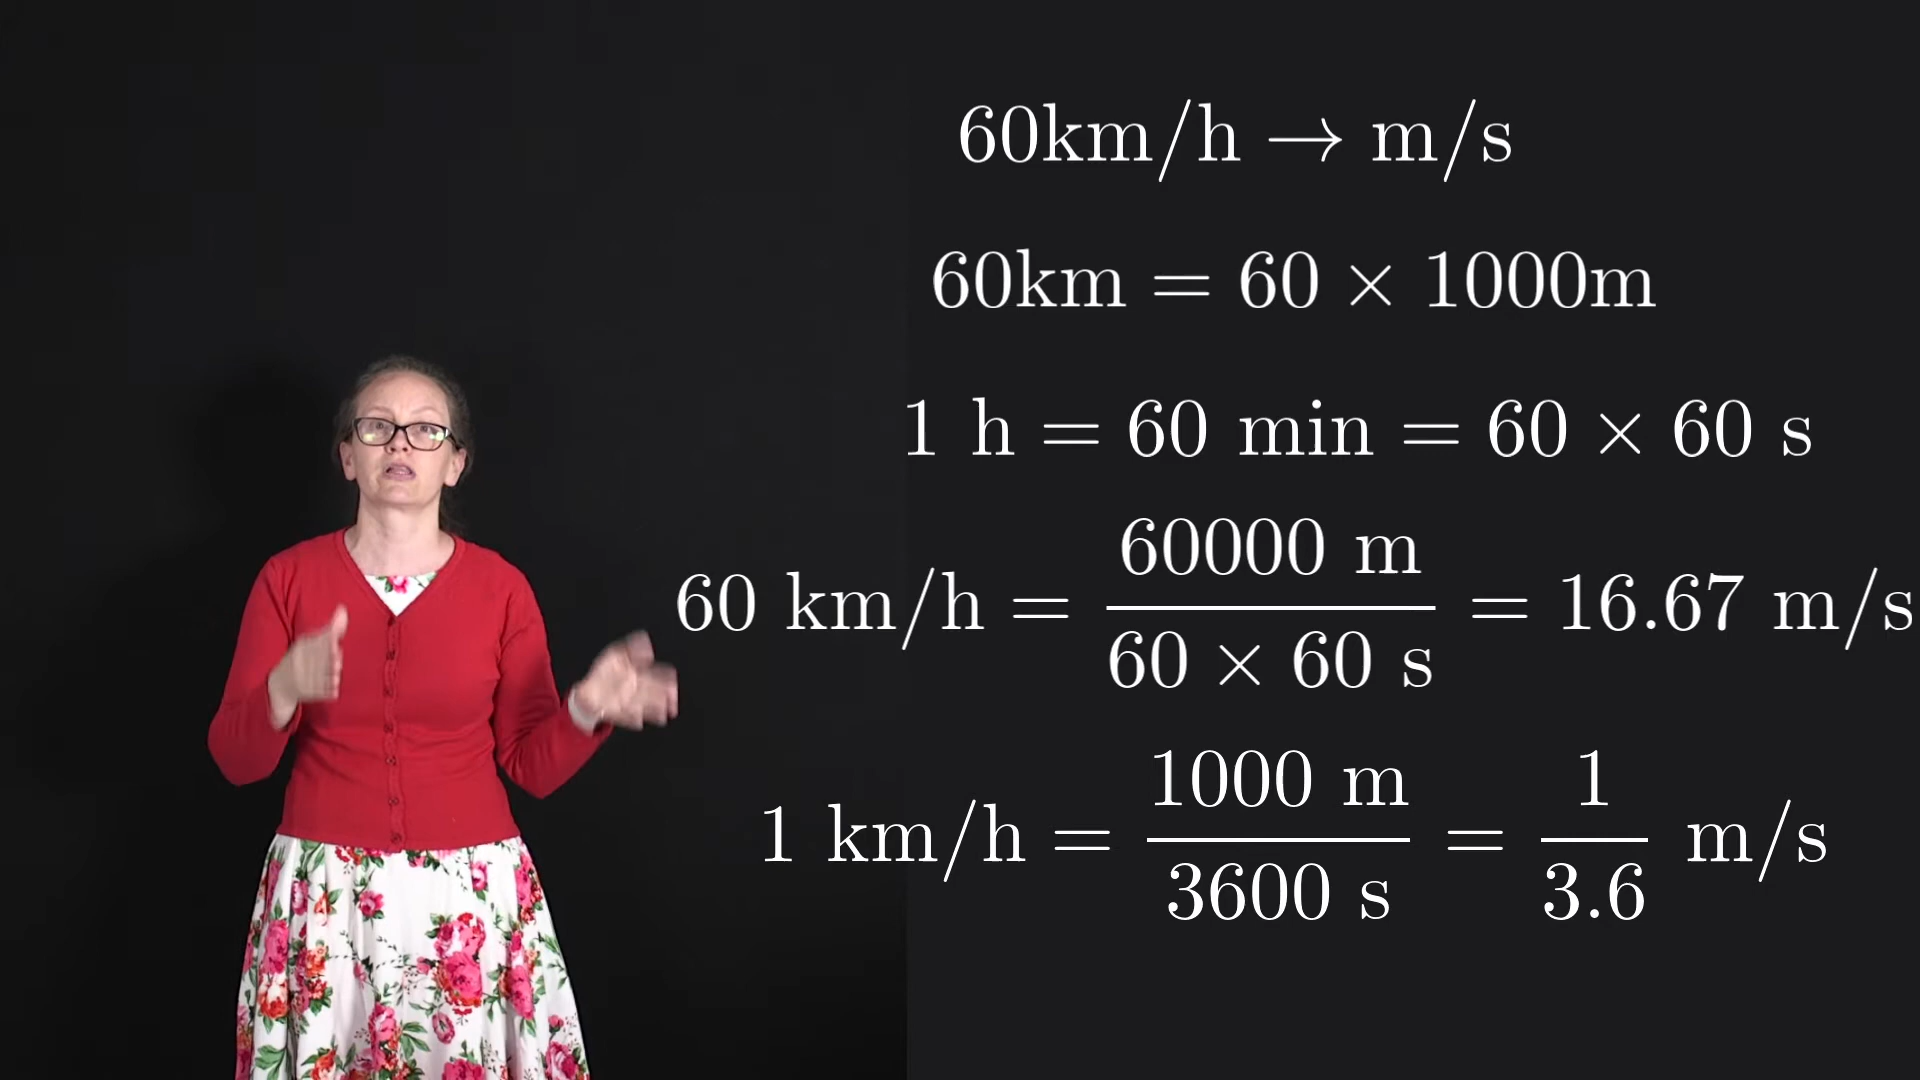 60km/h → m/s
60km = 60 × 1000m
1 h = 60 min = 60 × 60 s
60 km/h = 60000 m / 60 × 60 s = 16.67 m/s
1 km/h = 1000 m / 3600 s = 1 / 3.6 m/s